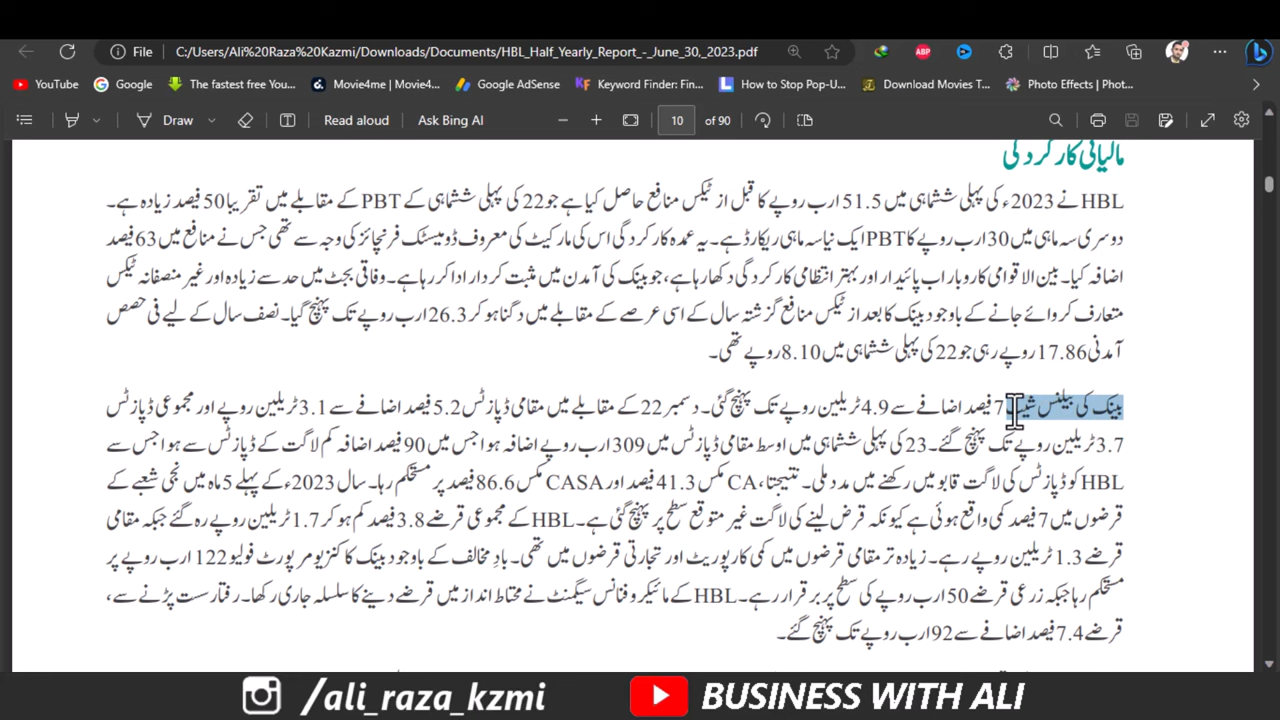 File C:/Users/Ali%20Raza%20Kazmi/Downloads/Documents/HBL_Half_Yearly_Report_-_June_30,_2023.pdf ABP
YouTube Google The fastest free You... Movie4me | Movie4... Google AdSense Keyword Finder: Fin... How to Stop Pop-U... Download Movies T... Photo Effects | Phot...
Draw Read aloud Ask Bing AI 10 of 90
مالیاتی کارکردگی
HBL نے 2023ء کی پہلی ششماہی میں 51.5 ارب روپے کا قبل از ٹیکس منافع حاصل کیا ہے جو 22 کی پہلی ششماہی کے PBT کے مقابلے میں تقریبا 50 فیصد زیادہ ہے۔
دوسری سہ ماہی میں 30 ارب روپے کا PBT ایک نیا سہ ماہی ریکارڈ ہے۔ یہ عمدہ کارکردگی اس کی مارکیٹ کی معروف ڈومیسٹک فرنچائز کی وجہ سے تھی جس نے منافع میں 63 فیصد
اضافہ کیا۔ بین الاقوامی کاروبار اب پائیدار اور بہتر انتظامی کارکردگی دکھا رہا ہے، جو بینک کی آمدن میں مثبت کردار ادا کر رہا ہے۔ وفاقی بجٹ میں حد سے زیادہ اور غیر منصفانہ ٹیکس
متعارف کروائے جانے کے باوجود بینک کا بعد از ٹیکس منافع گزشتہ سال کے اسی عرصے کے مقابلے میں دگنا ہو کر 26.3 ارب روپے تک پہنچ گیا۔ نصف سال کے لیے فی حصص
آمدنی 17.86 روپے رہی جو 22 کی پہلی ششماہی میں 8.10 روپے تھی۔
بینک کی بیلنس شیٹ 7 فیصد اضافے سے 4.9 ٹریلین روپے تک پہنچ گئی۔ دسمبر 22 کے مقابلے میں مقامی ڈپازٹس 5.2 فیصد اضافے سے 3.1 ٹریلین روپے اور مجموعی ڈپازٹس
3.7 ٹریلین روپے تک پہنچ گئے۔ 23 کی پہلی ششماہی میں اوسط مقامی ڈپازٹس میں 309 ارب روپے اضافہ ہوا جس میں 90 فیصد اضافہ کم لاگت کے ڈپازٹس سے ہوا جس سے
HBL کو ڈپازٹس کی لاگت قابو میں رکھنے میں مدد ملی۔ نتیجتا، CA مکس 41.3 فیصد اور CASA مکس 86.6 فیصد پر مستحکم رہا۔ سال 2023ء کے پہلے 5 ماہ میں نجی شعبے کے
قرضوں میں 7 فیصد کمی واقع ہوئی ہے کیونکہ قرض لینے کی لاگت غیر متوقع سطح پر پہنچ گئی ہے۔ HBL کے مجموعی قرضے 3.8 فیصد کم ہو کر 1.7 ٹریلین روپے رہ گئے جبکہ مقامی
قرضے 1.3 ٹریلین روپے رہے۔ زیادہ تر مقامی قرضوں میں کمی کارپوریٹ اور تجارتی قرضوں میں تھی۔ بادِ مخالف کے باوجود بینک کا کنزیومر پورٹ فولیو 122 ارب روپے پر
مستحکم رہا جبکہ زرعی قرضے 50 ارب روپے کی سطح پر برقرار رہے۔ HBL کے مائیکرو فنانس سیگمنٹ نے محتاط انداز میں قرضے دینے کا سلسلہ جاری رکھا۔ رفتار سست پڑنے سے،
قرضے 7.4 فیصد اضافے سے 92 ارب روپے تک پہنچ گئے۔
/ali_raza_kzmi BUSINESS WITH ALI